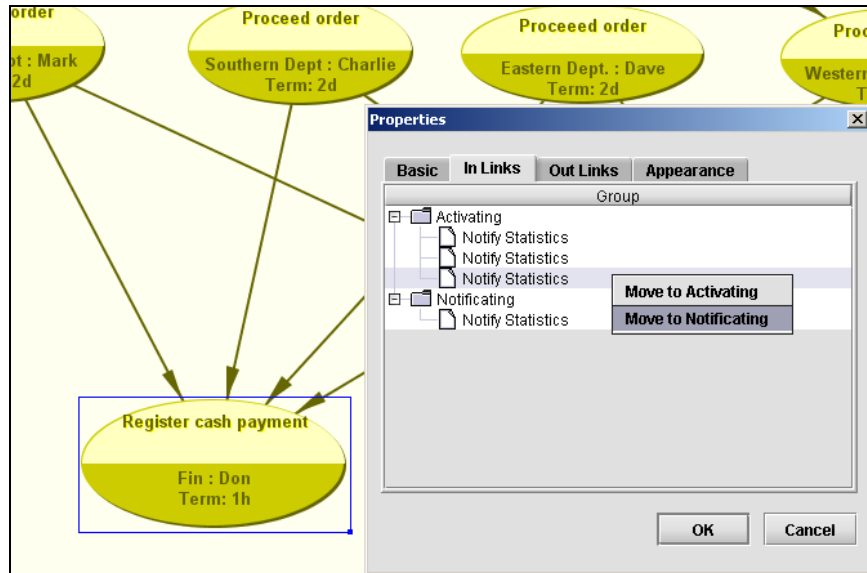 order
ot : Mark
2d
Proceed order
Southern Dept : Charlie
Term: 2d
Proceeed order
Eastern Dept. : Dave
Term: 2d
Proc
Western
T
Properties
Basic In Links Out Links Appearance
Group
Activating
Notify Statistics
Notify Statistics
Notify Statistics
Notificating
Notify Statistics
Move to Activating
Move to Notificating
Register cash payment
Fin : Don
Term: 1h
OK Cancel